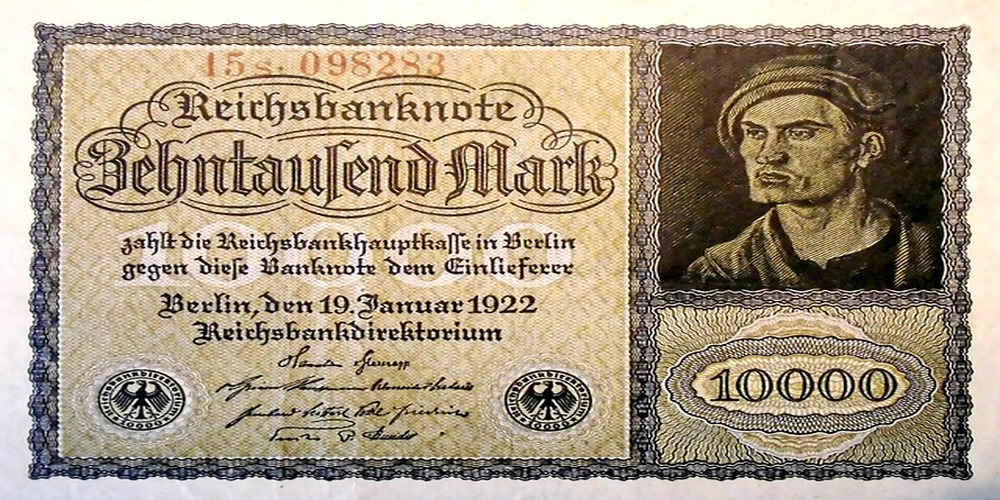 15s· 098283
Reichsbanknote
Zehntauſend Mark
zahlt die Reichsbankhauptkaſſe in Berlin
gegen dieſe Banknote dem Einlieferer
Berlin, den 19. Januar 1922
Reichsbankdirektorium
10000